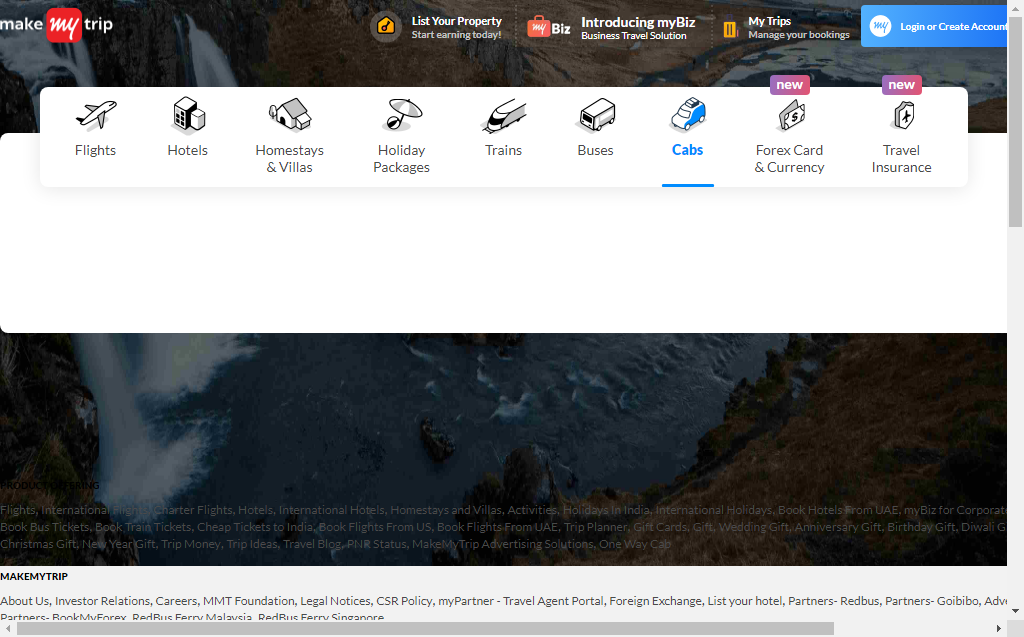 make my trip
List Your Property
Start earning today!
my Biz
Introducing myBiz
Business Travel Solution
My Trips
Manage your bookings
my
Login or Create Account
new
new
Flights
Hotels
Homestays
& Villas
Holiday
Packages
Trains
Buses
Cabs
Forex Card
& Currency
Travel
Insurance
PRODUCT OFFERING
Flights, International Flights, Charter Flights, Hotels, International Hotels, Homestays and Villas, Activities, Holidays In India, International Holidays, Book Hotels From UAE, myBiz for Corporate
Book Bus Tickets, Book Train Tickets, Cheap Tickets to India, Book Flights From US, Book Flights From UAE, Trip Planner, Gift Cards, Gift, Wedding Gift, Anniversary Gift, Birthday Gift, Diwali G
Christmas Gift, New Year Gift, Trip Money, Trip Ideas, Travel Blog, PNR Status, MakeMyTrip Advertising Solutions, One Way Cab
MAKEMYTRIP
About Us, Investor Relations, Careers, MMT Foundation, Legal Notices, CSR Policy, myPartner - Travel Agent Portal, Foreign Exchange, List your hotel, Partners- Redbus, Partners- Goibibo, Adve
Partners- BookMyForex, RedBus Ferry Malaysia, RedBus Ferry Singapore